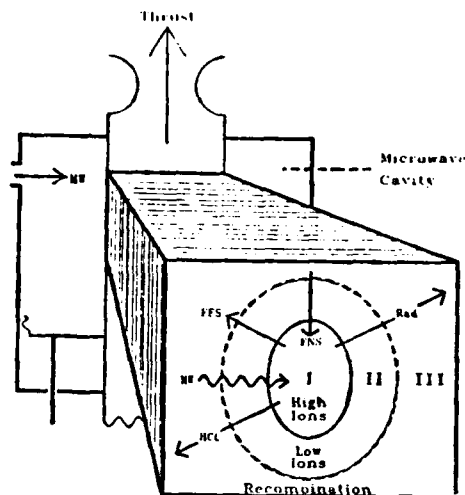 Thrust
MW
Microwave
Cavity
FFS
FNS
Rad
MW
I
II
III
High
Ions
HCL
Low
Ions
Recombination